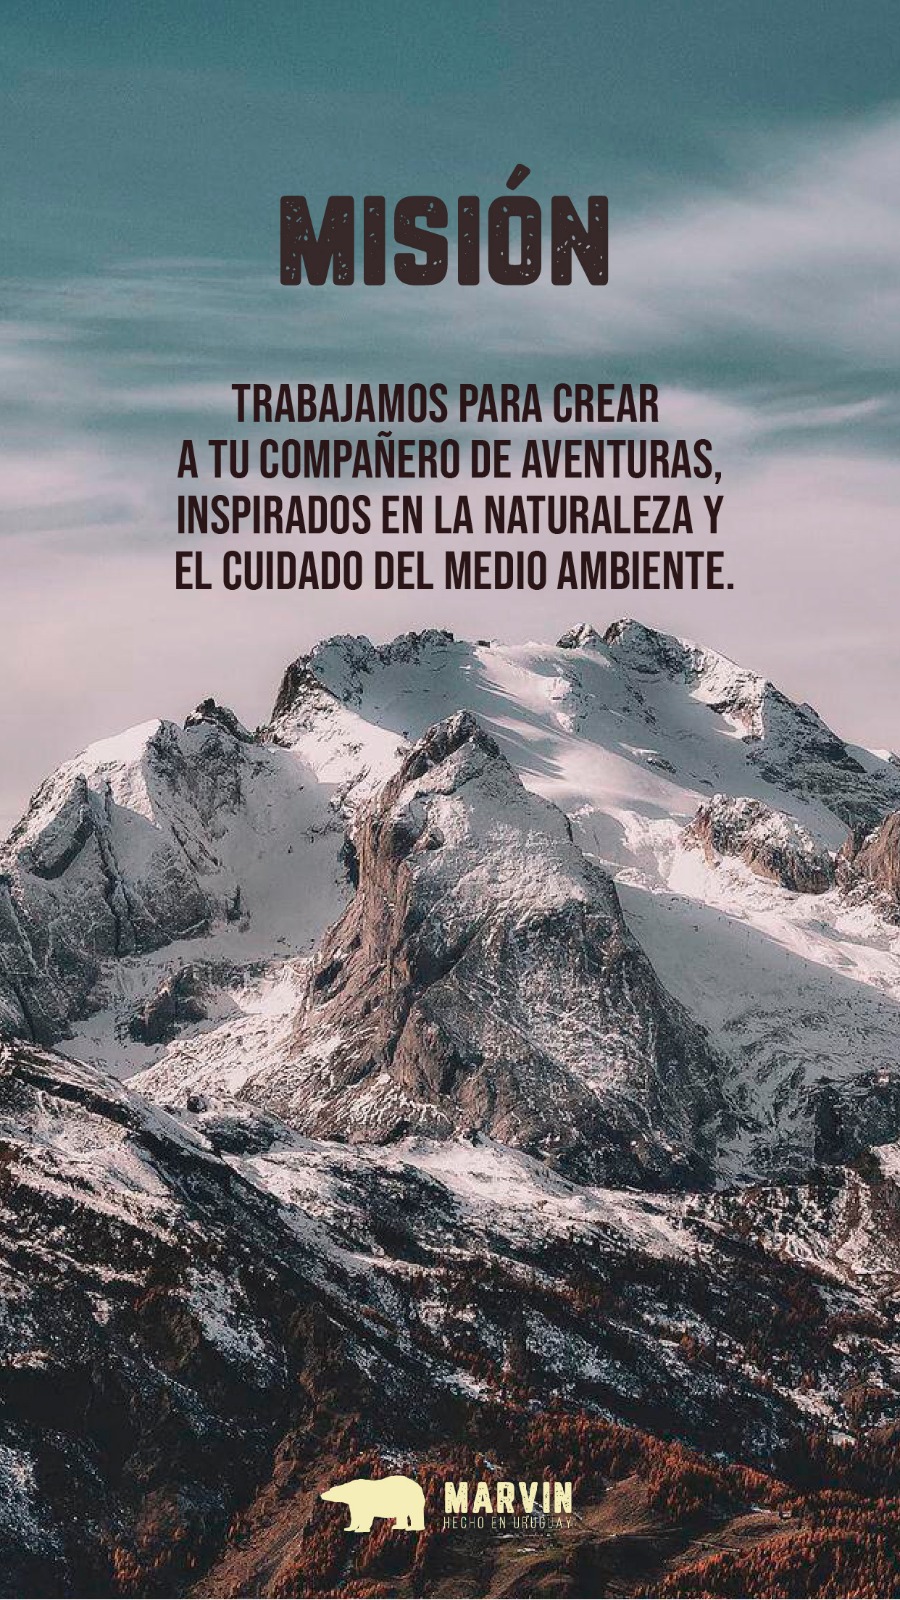 MISIÓN
TRABAJAMOS PARA CREAR
A TU COMPAÑERO DE AVENTURAS,
INSPIRADOS EN LA NATURALEZA Y
EL CUIDADO DEL MEDIO AMBIENTE.
MARVIN
HECHO EN URUGUAY